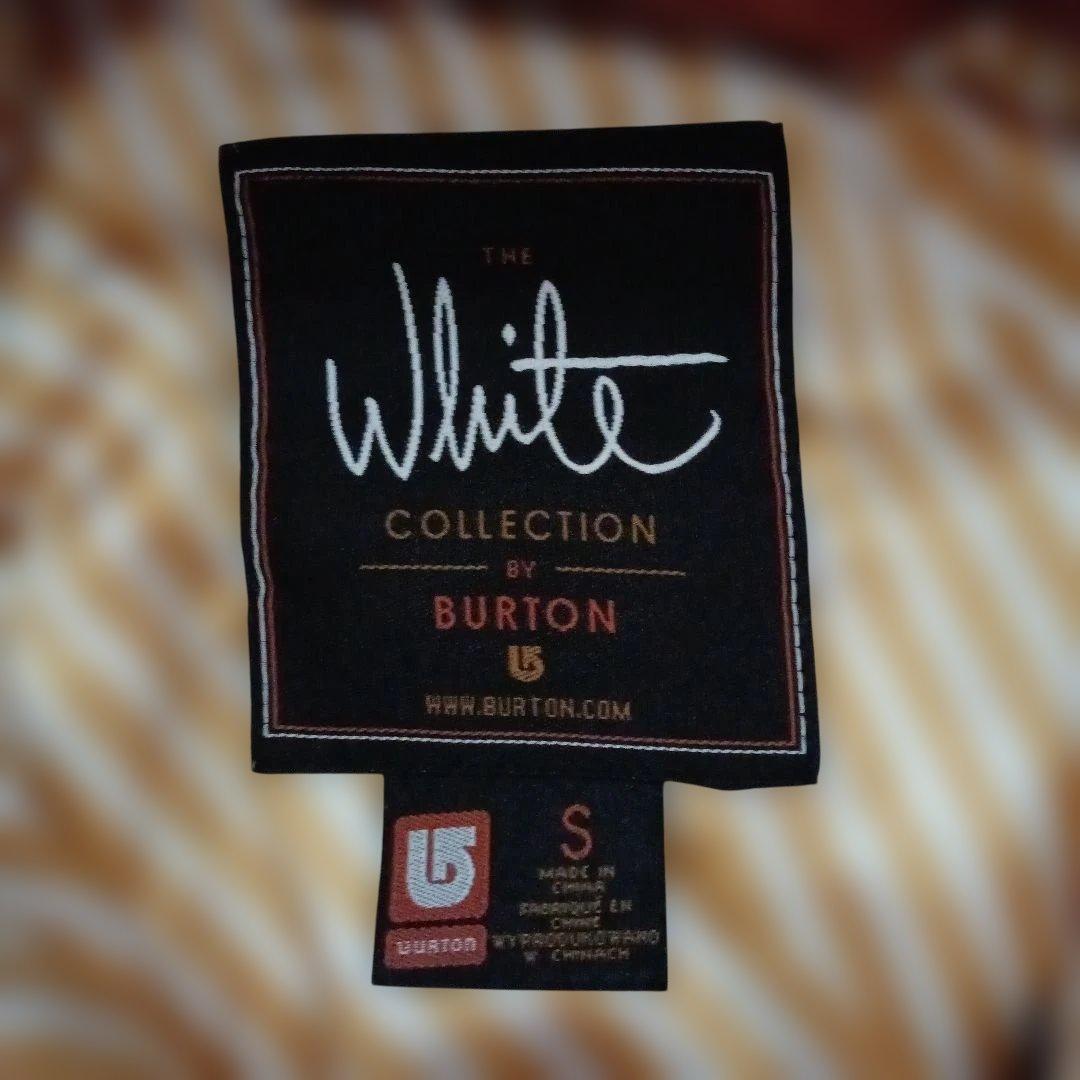 THE
White
COLLECTION
BY
BURTON
WWW.BURTON.COM
S
MADE IN
CHINA
FABRIQUÉ EN
CHINE
WYPRODUKOWANO
W CHINACH
BURTON